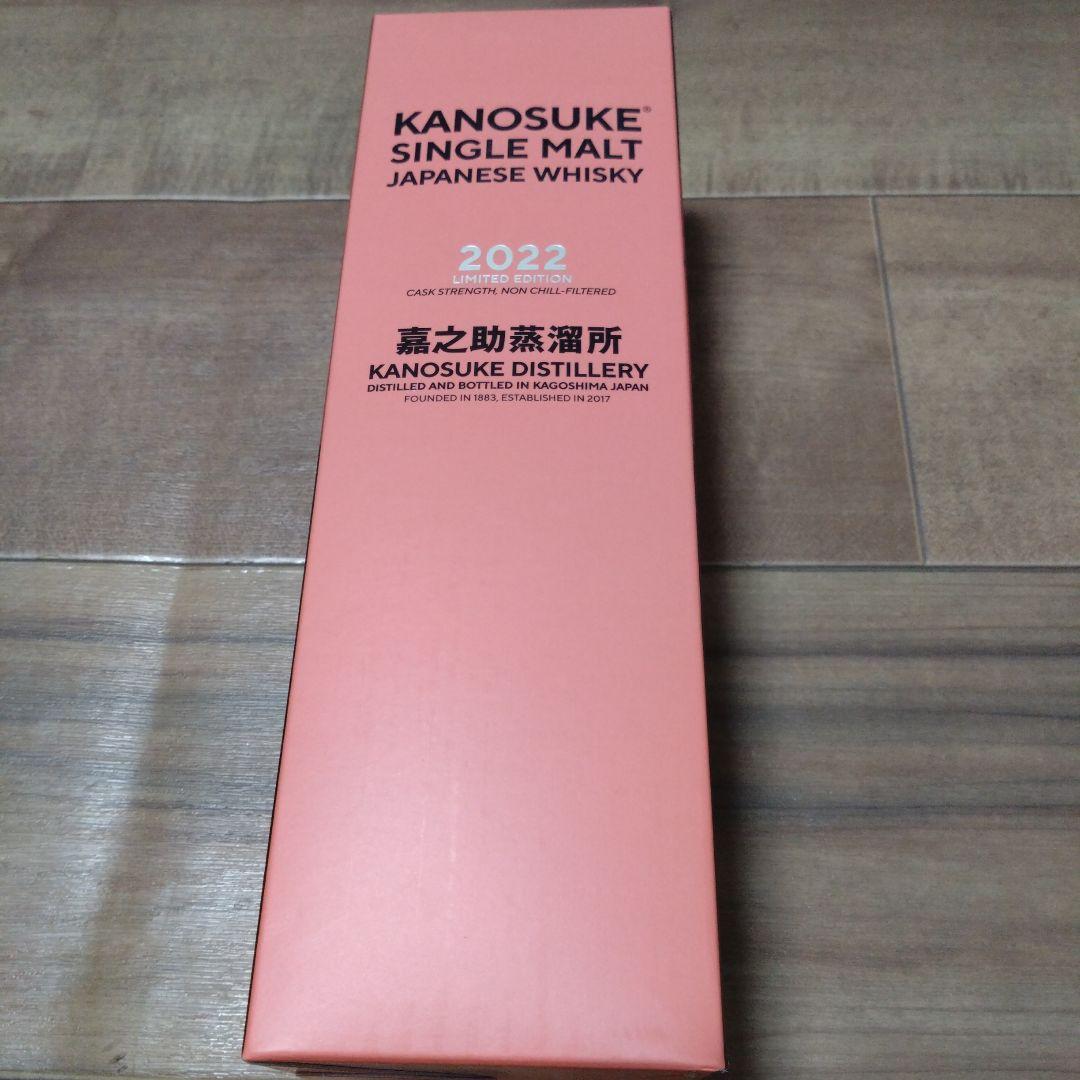 KANOSUKE®
SINGLE MALT
JAPANESE WHISKY
2022
LIMITED EDITION
CASK STRENGTH, NON CHILL-FILTERED
嘉之助蒸溜所
KANOSUKE DISTILLERY
DISTILLED AND BOTTLED IN KAGOSHIMA JAPAN
FOUNDED IN 1883, ESTABLISHED IN 2017